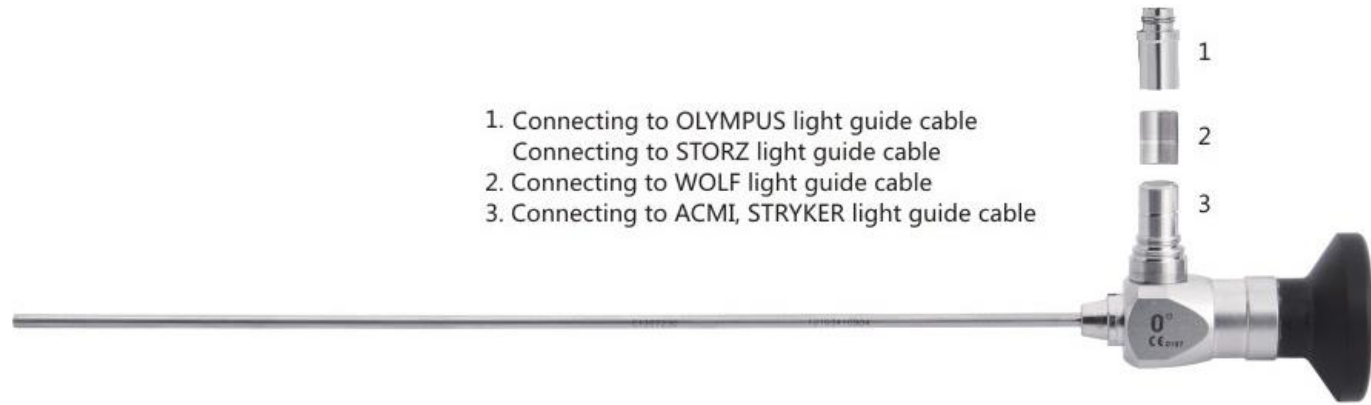 1
1. Connecting to OLYMPUS light guide cable
Connecting to STORZ light guide cable
2. Connecting to WOLF light guide cable
3. Connecting to ACMI, STRYKER light guide cable
2
3
0°
CE 0197